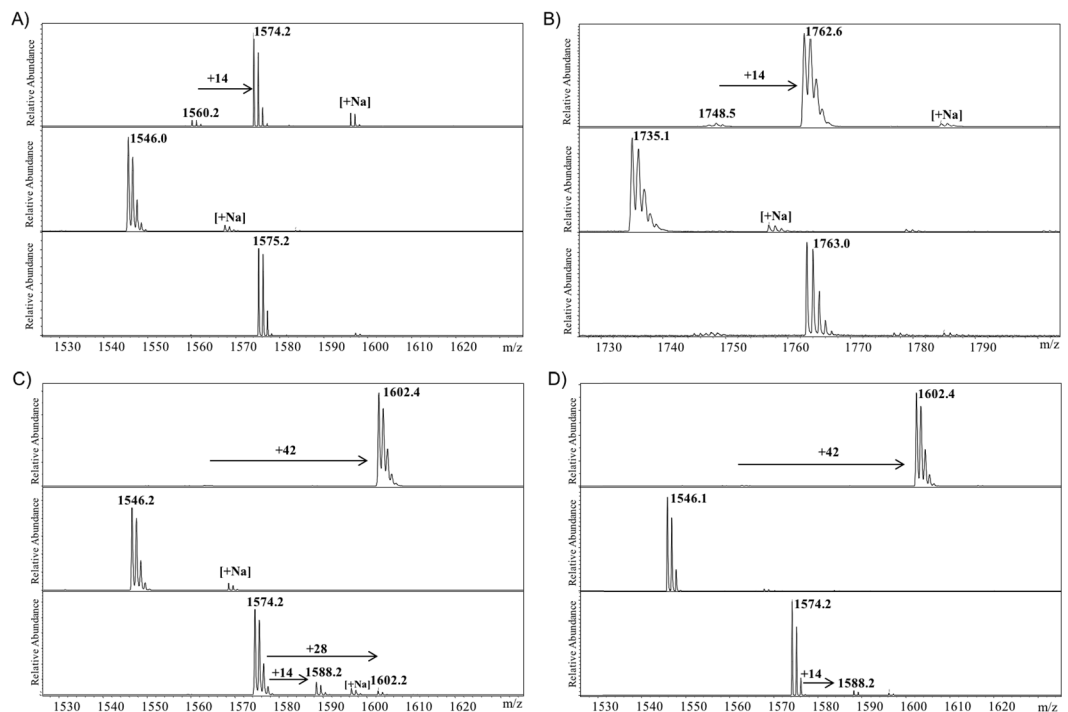 A)
Relative Abundance
1574.2
+14
1560.2
[+Na]
Relative Abundance
1546.0
[+Na]
Relative Abundance
1575.2
1530 1540 1550 1560 1570 1580 1590 1600 1610 1620 m/z
B)
Relative Abundance
1762.6
+14
1748.5
[+Na]
Relative Abundance
1735.1
[+Na]
Relative Abundance
1763.0
1730 1740 1750 1760 1770 1780 1790 m/z
C)
Relative Abundance
1602.4
+42
Relative Abundance
1546.2
[+Na]
Relative Abundance
1574.2
+28
+14
1588.2
[+Na]
1602.2
1530 1540 1550 1560 1570 1580 1590 1600 1610 1620 m/z
D)
Relative Abundance
1602.4
+42
Relative Abundance
1546.1
Relative Abundance
1574.2
+14
1588.2
1530 1540 1550 1560 1570 1580 1590 1600 1610 1620 m/z